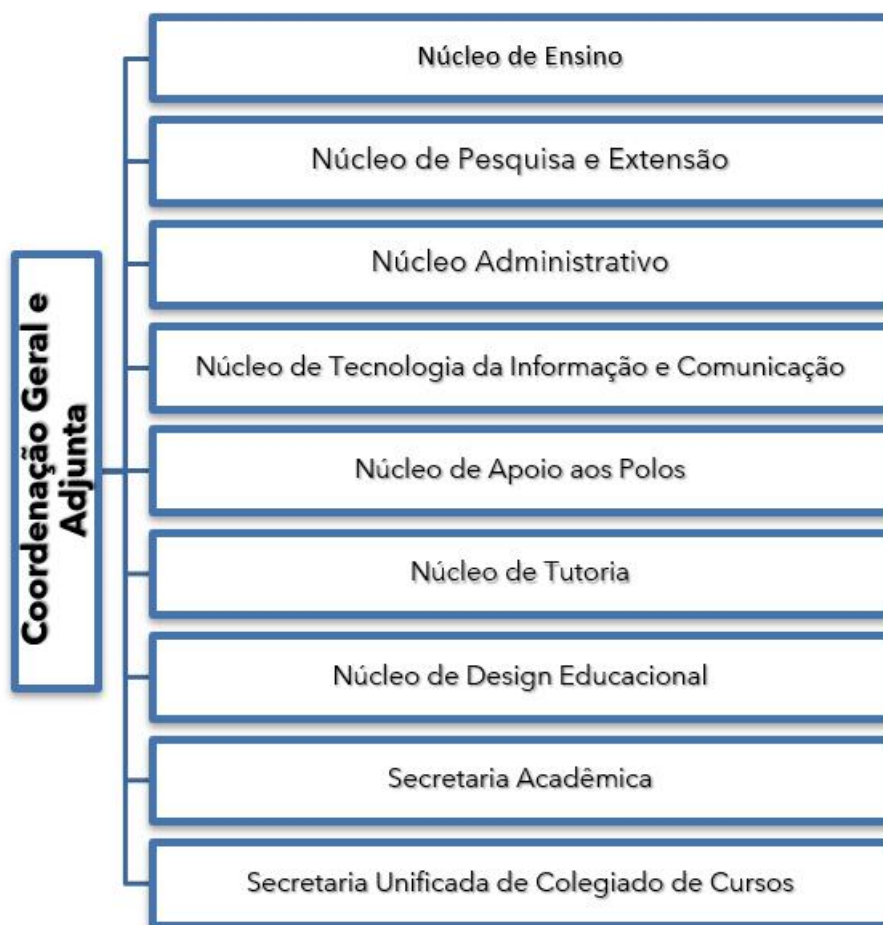 Coordenação Geral e
Adjunta
Núcleo de Ensino
Núcleo de Pesquisa e Extensão
Núcleo Administrativo
Núcleo de Tecnologia da Informação e Comunicação
Núcleo de Apoio aos Polos
Núcleo de Tutoria
Núcleo de Design Educacional
Secretaria Acadêmica
Secretaria Unificada de Colegiado de Cursos